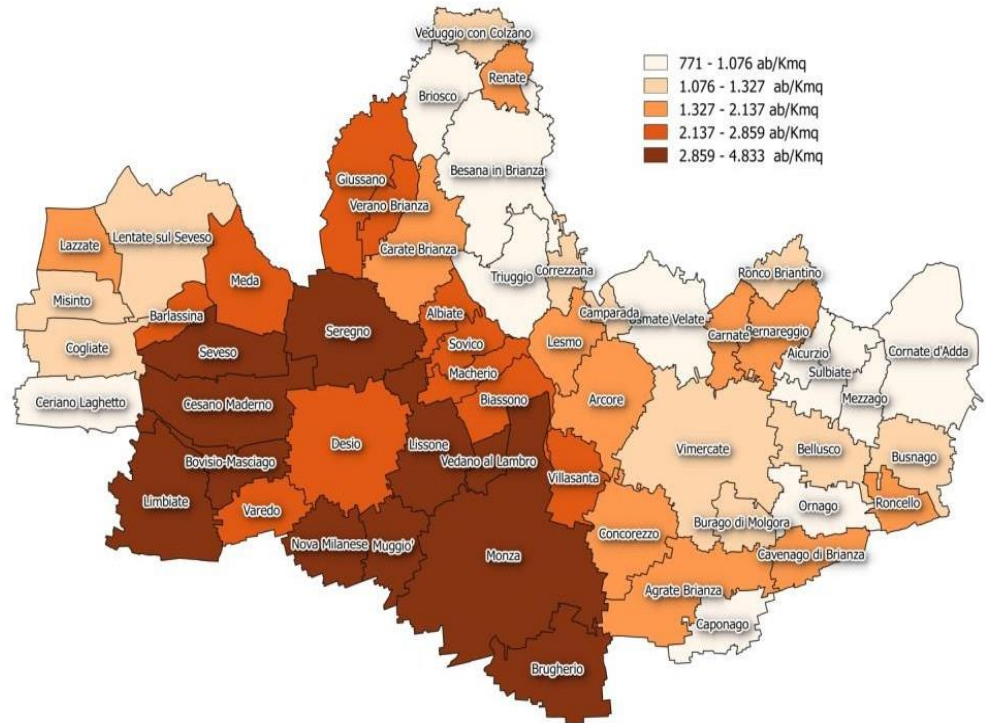 Veduggio con Colzano
771 - 1.076 ab/Kmq
1.076 - 1.327 ab/Kmq
1.327 - 2.137 ab/Kmq
2.137 - 2.859 ab/Kmq
2.859 - 4.833 ab/Kmq
Renate
Briosco
Besana in Brianza
Giussano
Verano Brianza
Carate Brianza
Lentate sul Seveso
Lazzate
Meda
Triuggio
Correzzana
Ronco Briantino
Misinto
Barlassina
Albiate
Camparada
Usmate Velate
Carnate
Bernareggio
Seregno
Sovico
Lesmo
Cogliate
Seveso
Aicurzio
Sulbiate
Cornate d'Adda
Macherio
Ceriano Laghetto
Cesano Maderno
Biassono
Arcore
Mezzago
Desio
Lissone
Vimercate
Bellusco
Busnago
Bovisio-Masciago
Vedano al Lambro
Villasanta
Limbiate
Varedo
Ornago
Roncello
Burago di Molgora
Concorezzo
Nova Milanese
Muggio'
Monza
Cavenago di Brianza
Agrate Brianza
Caponago
Brugherio